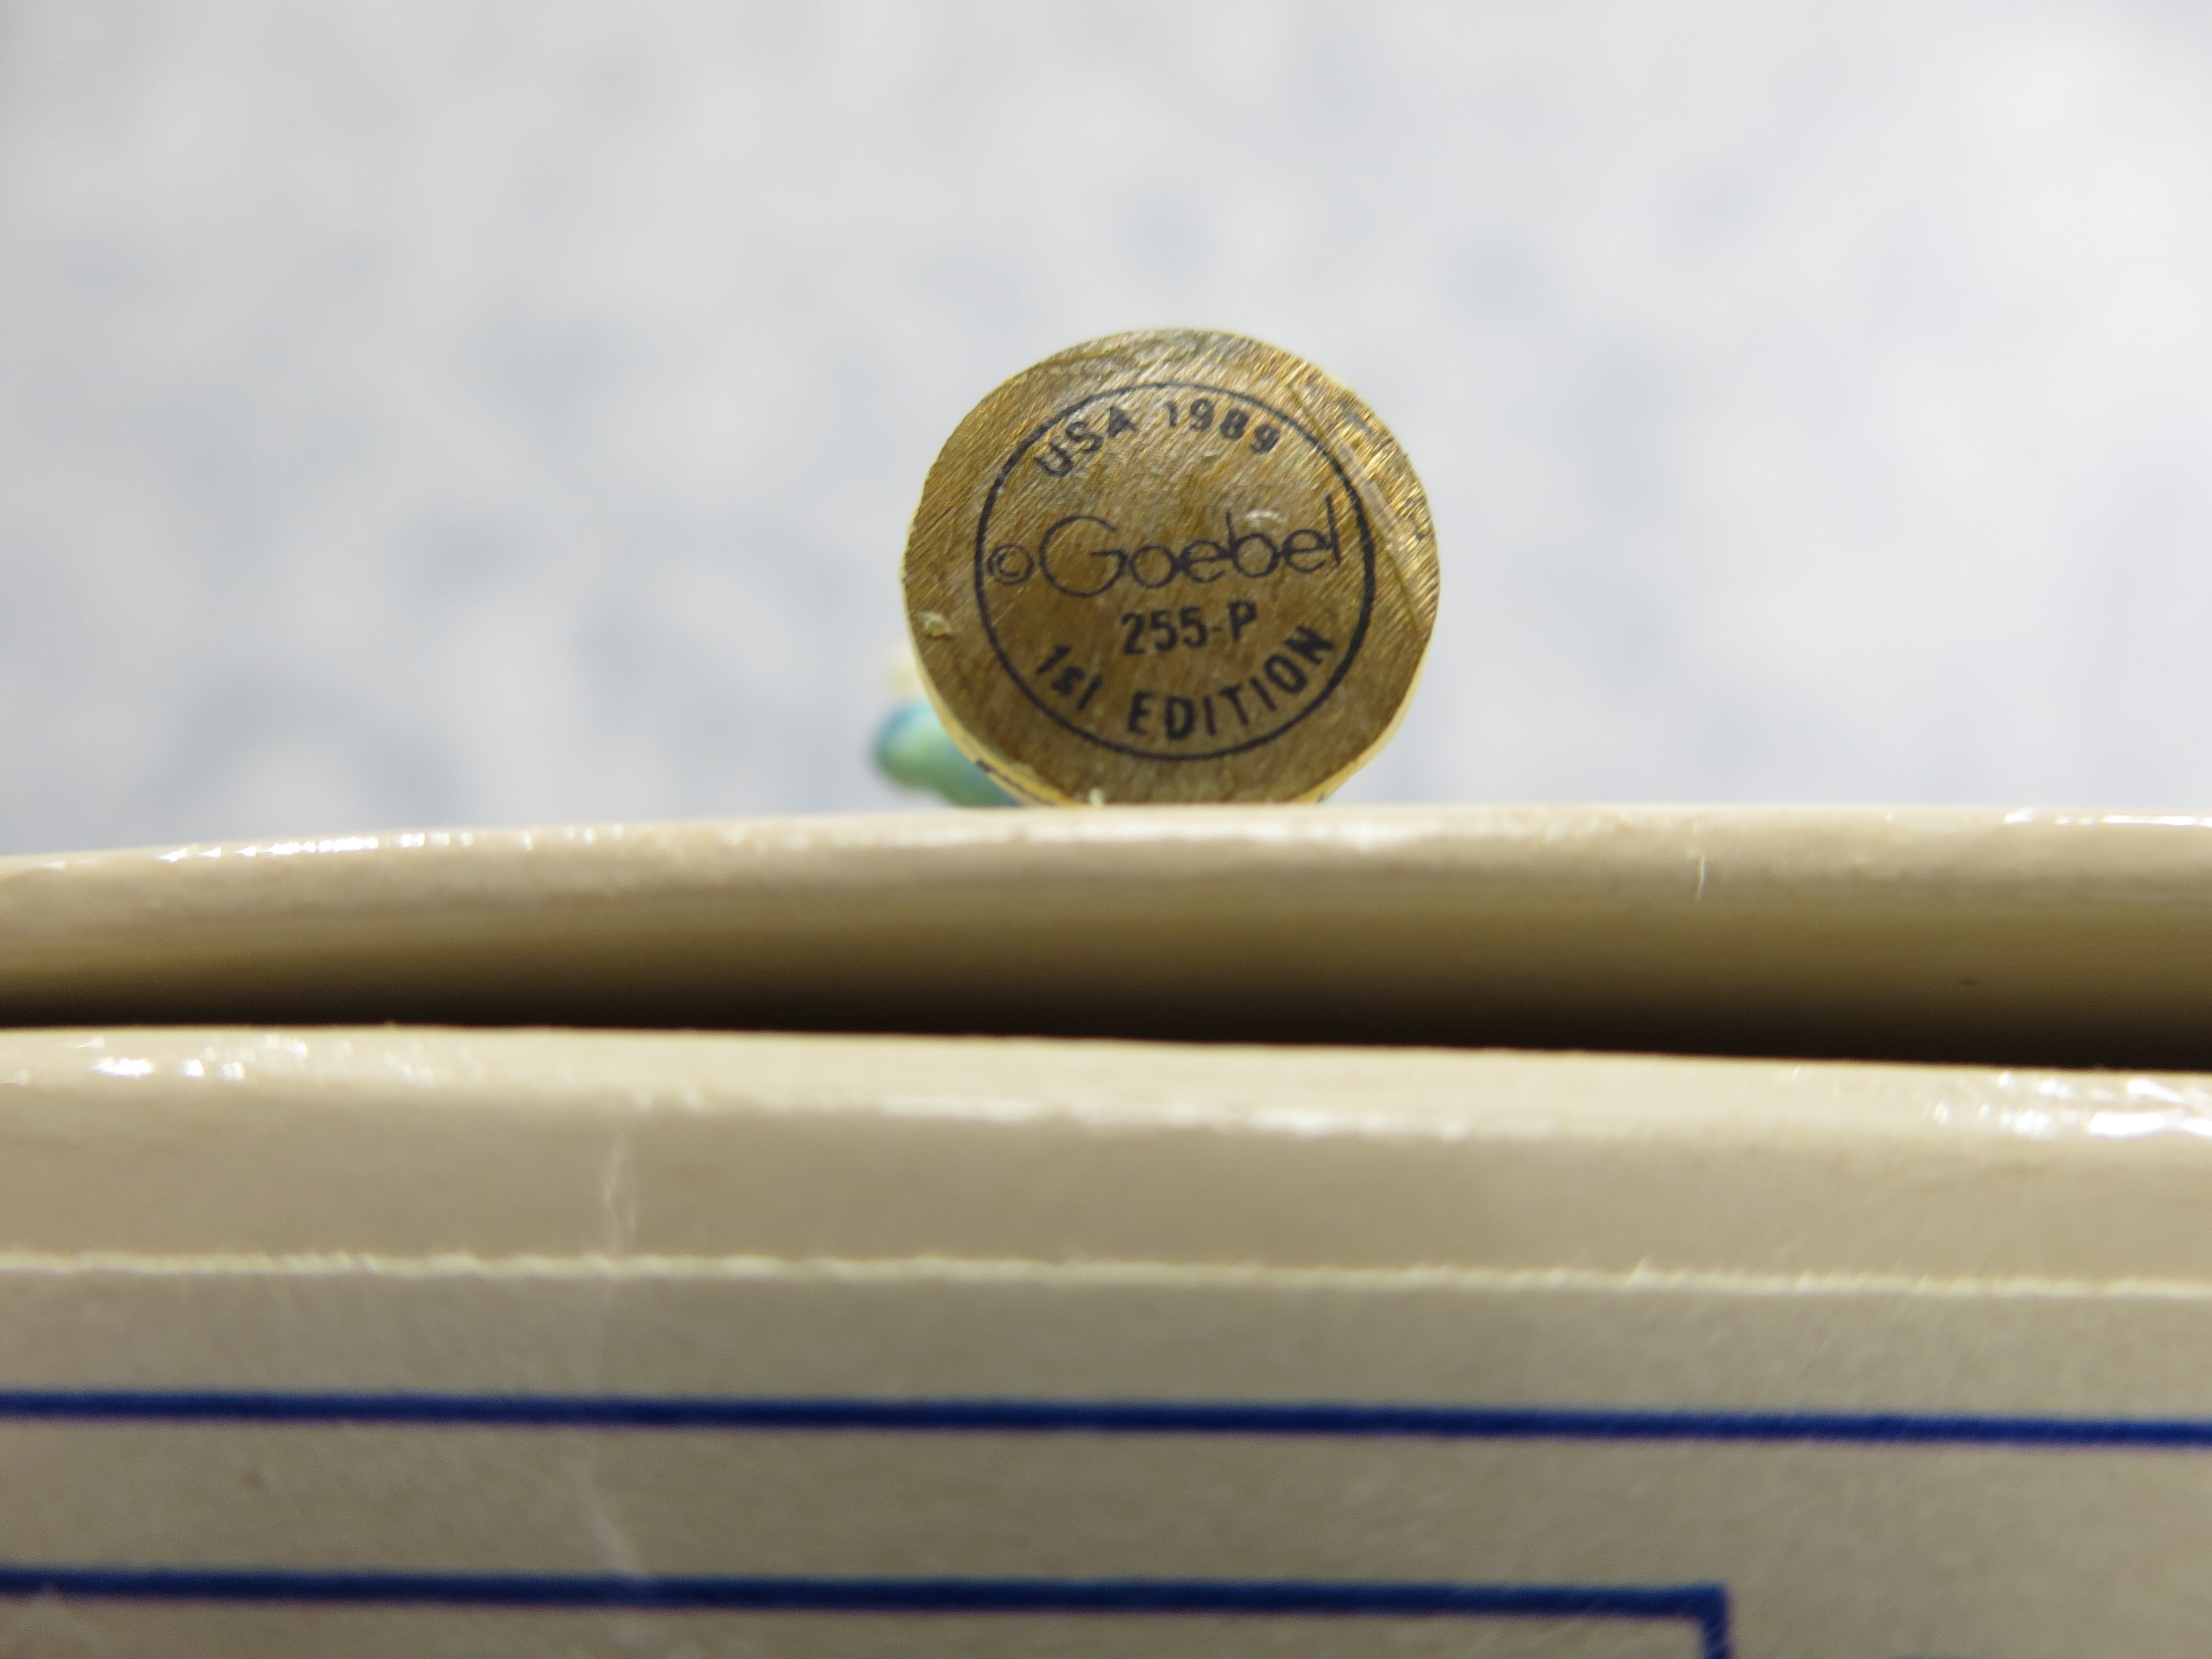 USA 1989
©Goebel
255-P
1st EDITION